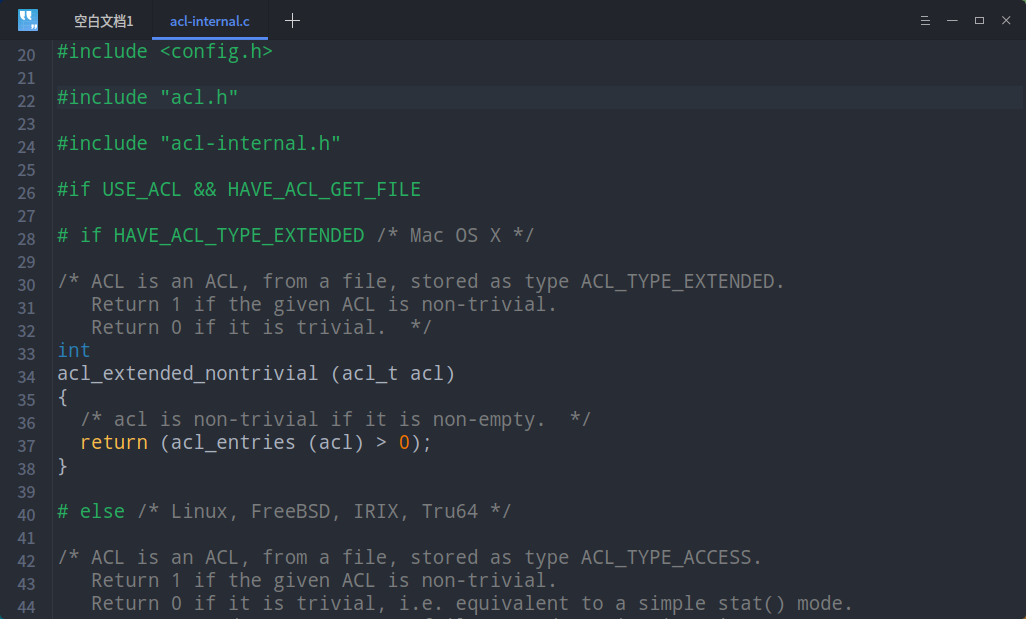 空白文档1 acl-internal.c
20 #include <config.h>
21
22 #include "acl.h"
23
24 #include "acl-internal.h"
25
26 #if USE_ACL && HAVE_ACL_GET_FILE
27
28 # if HAVE_ACL_TYPE_EXTENDED /* Mac OS X */
29
30 /* ACL is an ACL, from a file, stored as type ACL_TYPE_EXTENDED.
31    Return 1 if the given ACL is non-trivial.
32    Return 0 if it is trivial.  */
33 int
34 acl_extended_nontrivial (acl_t acl)
35 {
36   /* acl is non-trivial if it is non-empty.  */
37   return (acl_entries (acl) > 0);
38 }
39
40 # else /* Linux, FreeBSD, IRIX, Tru64 */
41
42 /* ACL is an ACL, from a file, stored as type ACL_TYPE_ACCESS.
43    Return 1 if the given ACL is non-trivial.
44    Return 0 if it is trivial, i.e. equivalent to a simple stat() mode.